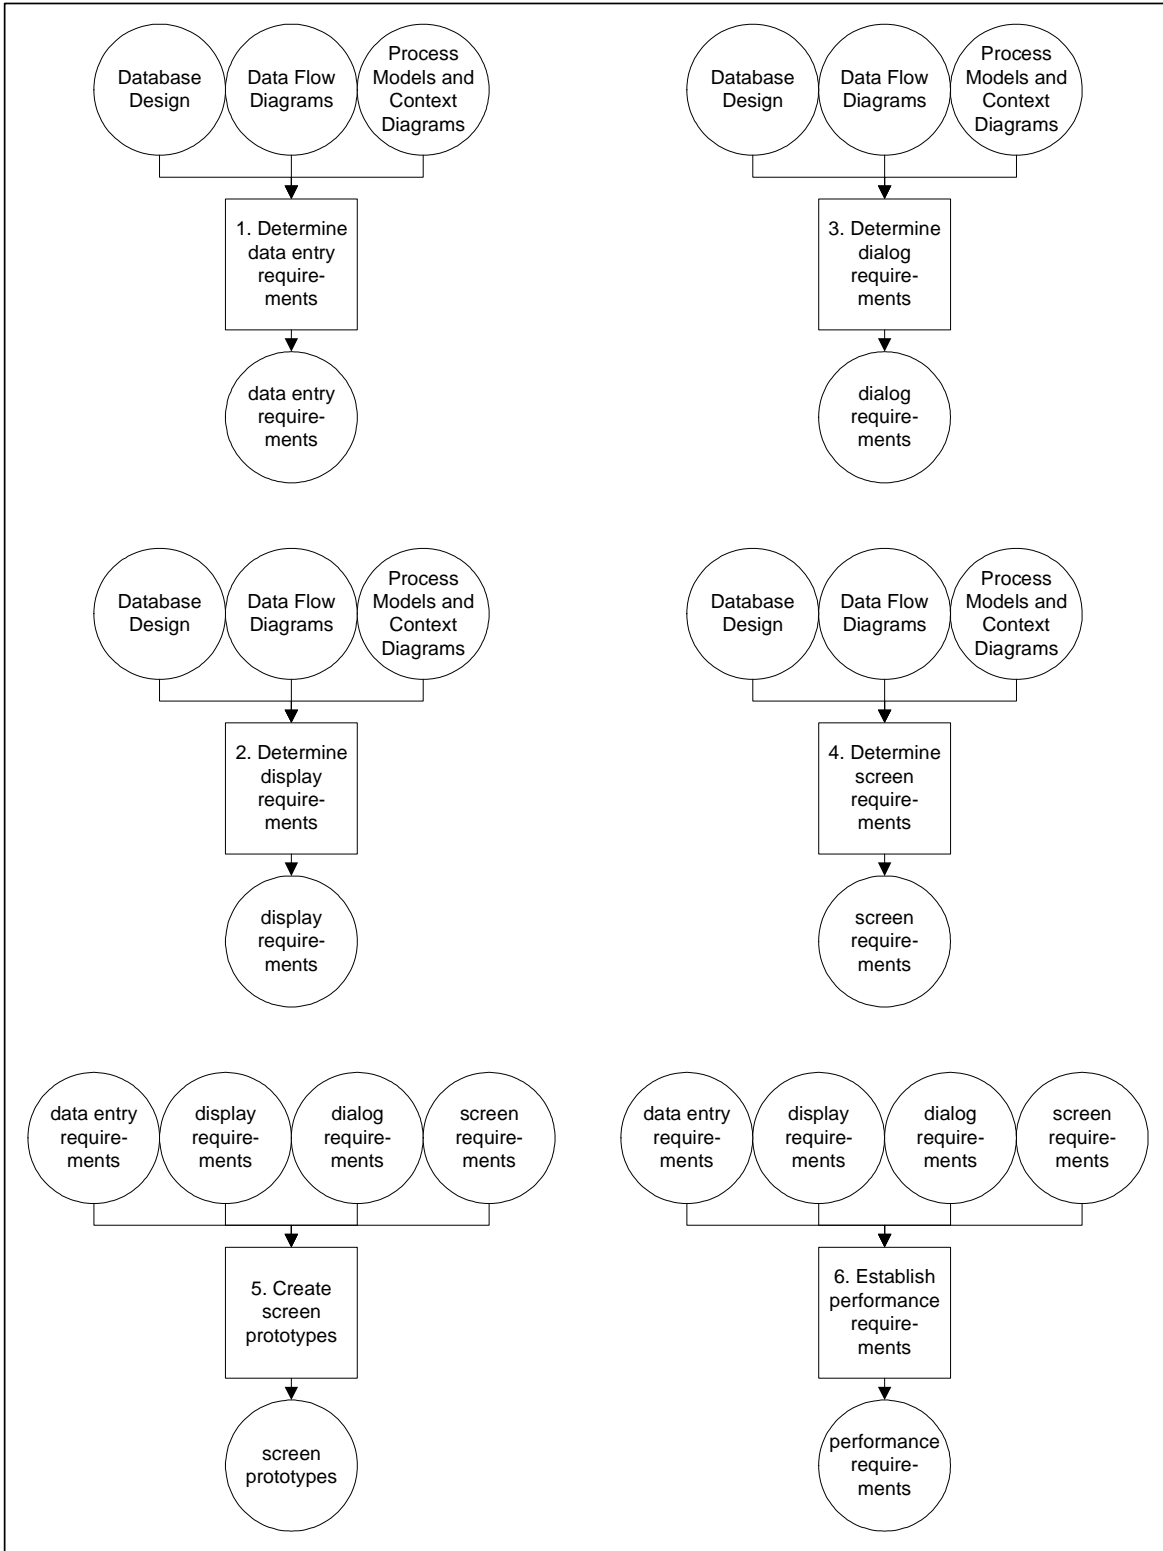 Database
Design
Data Flow
Diagrams
Process
Models and
Context
Diagrams
1. Determine
data entry
require-
ments
data entry
require-
ments
Database
Design
Data Flow
Diagrams
Process
Models and
Context
Diagrams
3. Determine
dialog
require-
ments
dialog
require-
ments
Database
Design
Data Flow
Diagrams
Process
Models and
Context
Diagrams
2. Determine
display
require-
ments
display
require-
ments
Database
Design
Data Flow
Diagrams
Process
Models and
Context
Diagrams
4. Determine
screen
require-
ments
screen
require-
ments
data entry
require-
ments
display
require-
ments
dialog
require-
ments
screen
require-
ments
5. Create
screen
prototypes
screen
prototypes
data entry
require-
ments
display
require-
ments
dialog
require-
ments
screen
require-
ments
6. Establish
performance
require-
ments
performance
require-
ments